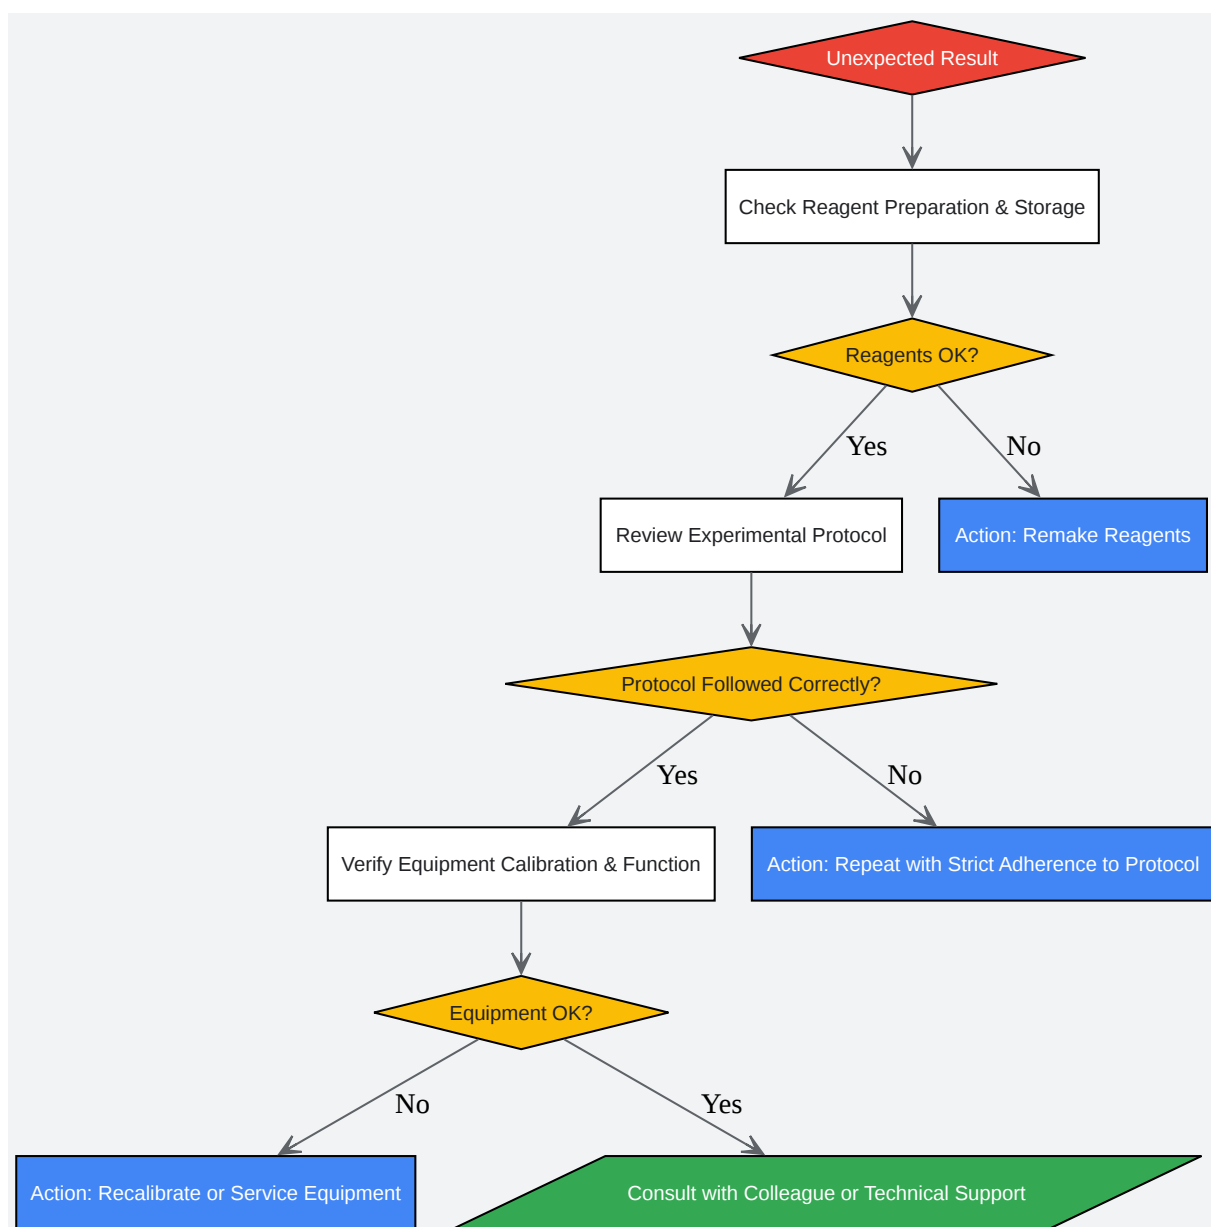 Unexpected Result
Check Reagent Preparation & Storage
Reagents OK?
Yes
No
Review Experimental Protocol
Action: Remake Reagents
Protocol Followed Correctly?
Yes
No
Verify Equipment Calibration & Function
Action: Repeat with Strict Adherence to Protocol
Equipment OK?
No
Yes
Action: Recalibrate or Service Equipment
Consult with Colleague or Technical Support